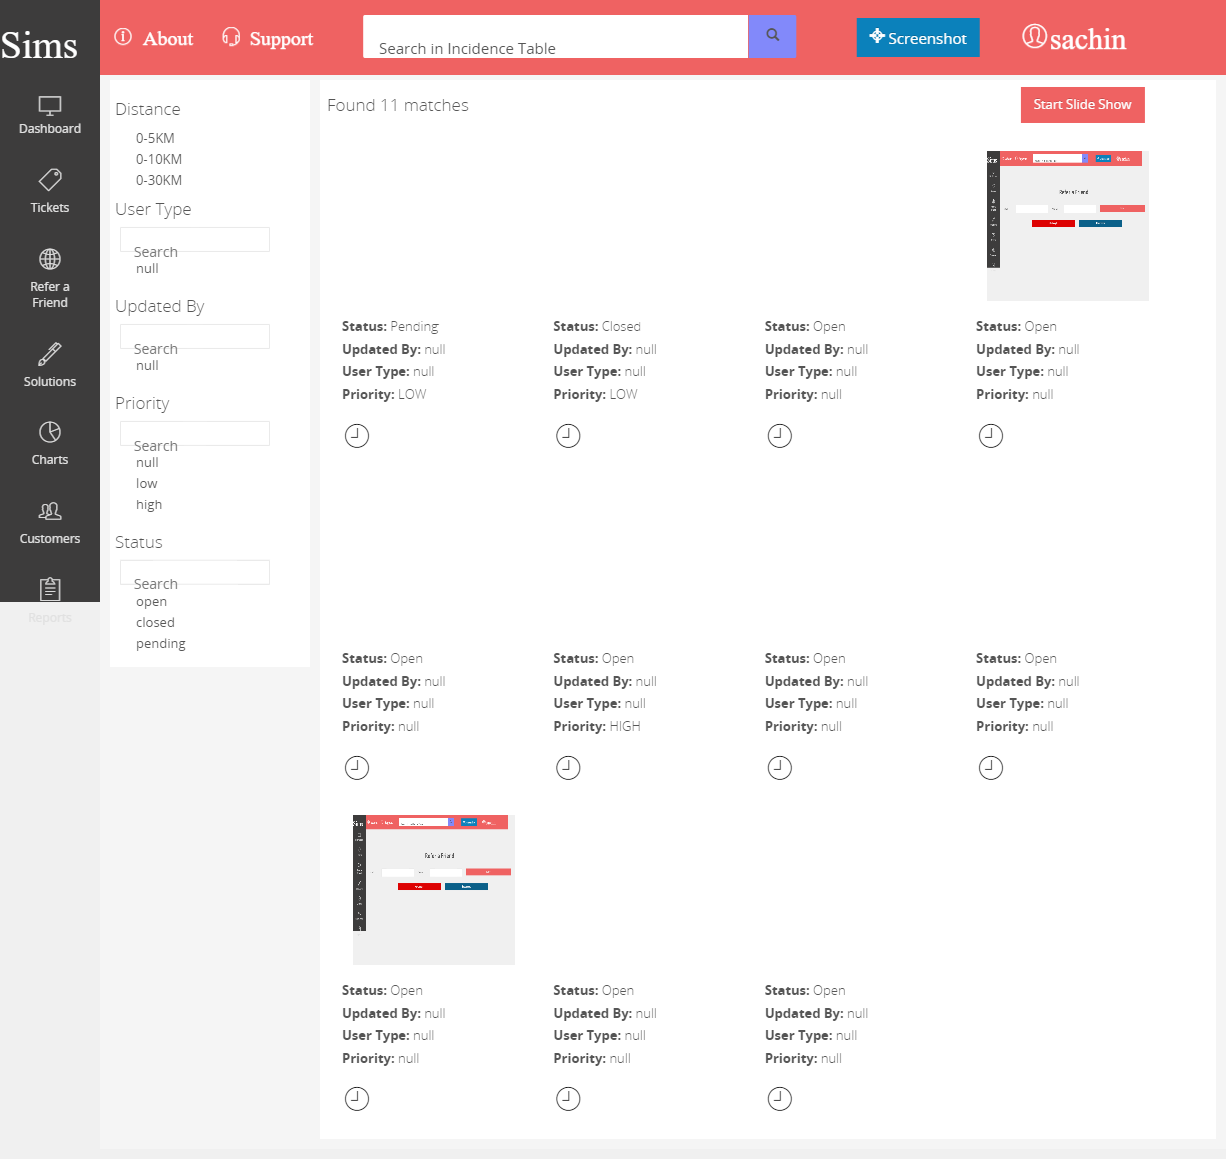 Sims
About
Support
Search in Incidence Table
Screenshot
sachin
Dashboard
Tickets
Refer a
Friend
Solutions
Charts
Customers
Reports
Distance
0-5KM
0-10KM
0-30KM
User Type
Search
null
Updated By
Search
null
Priority
Search
null
low
high
Status
Search
open
closed
pending
Found 11 matches
Start Slide Show
Sims
Refer a Friend
Status: Pending
Updated By: null
User Type: null
Priority: LOW
Status: Closed
Updated By: null
User Type: null
Priority: LOW
Status: Open
Updated By: null
User Type: null
Priority: null
Status: Open
Updated By: null
User Type: null
Priority: null
Status: Open
Updated By: null
User Type: null
Priority: null
Status: Open
Updated By: null
User Type: null
Priority: HIGH
Status: Open
Updated By: null
User Type: null
Priority: null
Status: Open
Updated By: null
User Type: null
Priority: null
Sims
Refer a Friend
Status: Open
Updated By: null
User Type: null
Priority: null
Status: Open
Updated By: null
User Type: null
Priority: null
Status: Open
Updated By: null
User Type: null
Priority: null